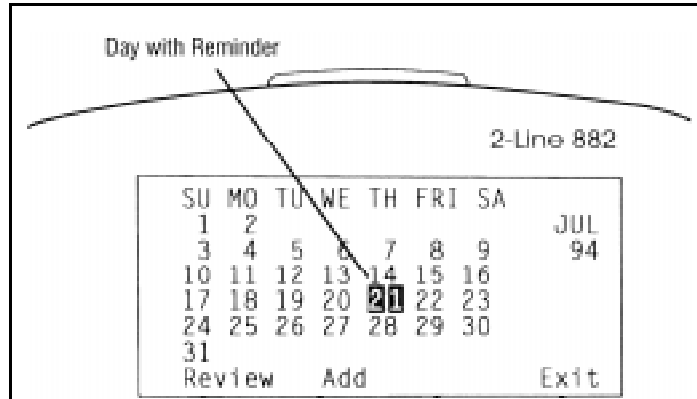 Day with Reminder
2-Line 882
SU MO TU WE TH FRI SA
1 2 JUL
3 4 5 6 7 8 9 94
10 11 12 13 14 15 16
17 18 19 20 21 22 23
24 25 26 27 28 29 30
31
Review Add Exit